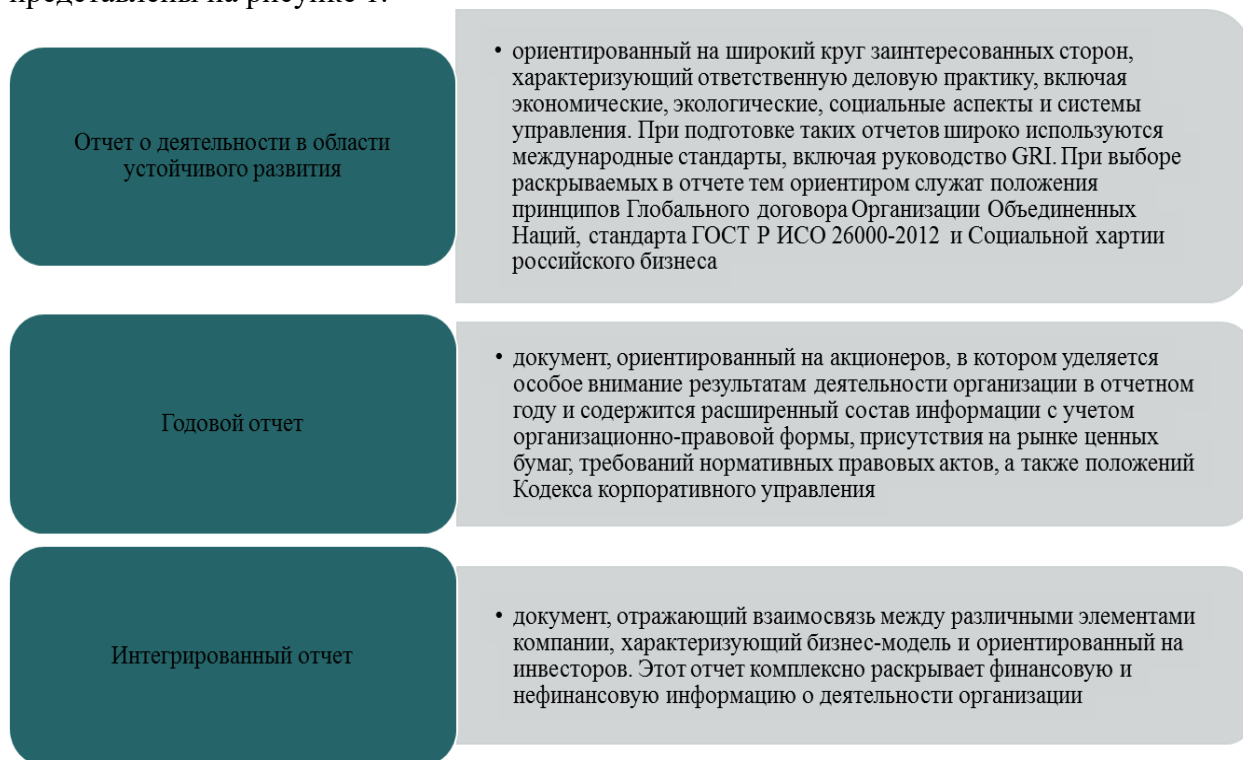 представлены на рисунке 1.
Отчет о деятельности в области
устойчивого развития
• ориентированный на широкий круг заинтересованных сторон,
характеризующий ответственную деловую практику, включая
экономические, экологические, социальные аспекты и системы
управления. При подготовке таких отчетов широко используются
международные стандарты, включая руководство GRI. При выборе
раскрываемых в отчете тем ориентиром служат положения
принципов Глобального договора Организации Объединенных
Наций, стандарта ГОСТ Р ИСО 26000-2012 и Социальной хартии
российского бизнеса
Годовой отчет
• документ, ориентированный на акционеров, в котором уделяется
особое внимание результатам деятельности организации в отчетном
году и содержится расширенный состав информации с учетом
организационно-правовой формы, присутствия на рынке ценных
бумаг, требований нормативных правовых актов, а также положений
Кодекса корпоративного управления
Интегрированный отчет
• документ, отражающий взаимосвязь между различными элементами
компании, характеризующий бизнес-модель и ориентированный на
инвесторов. Этот отчет комплексно раскрывает финансовую и
нефинансовую информацию о деятельности организации